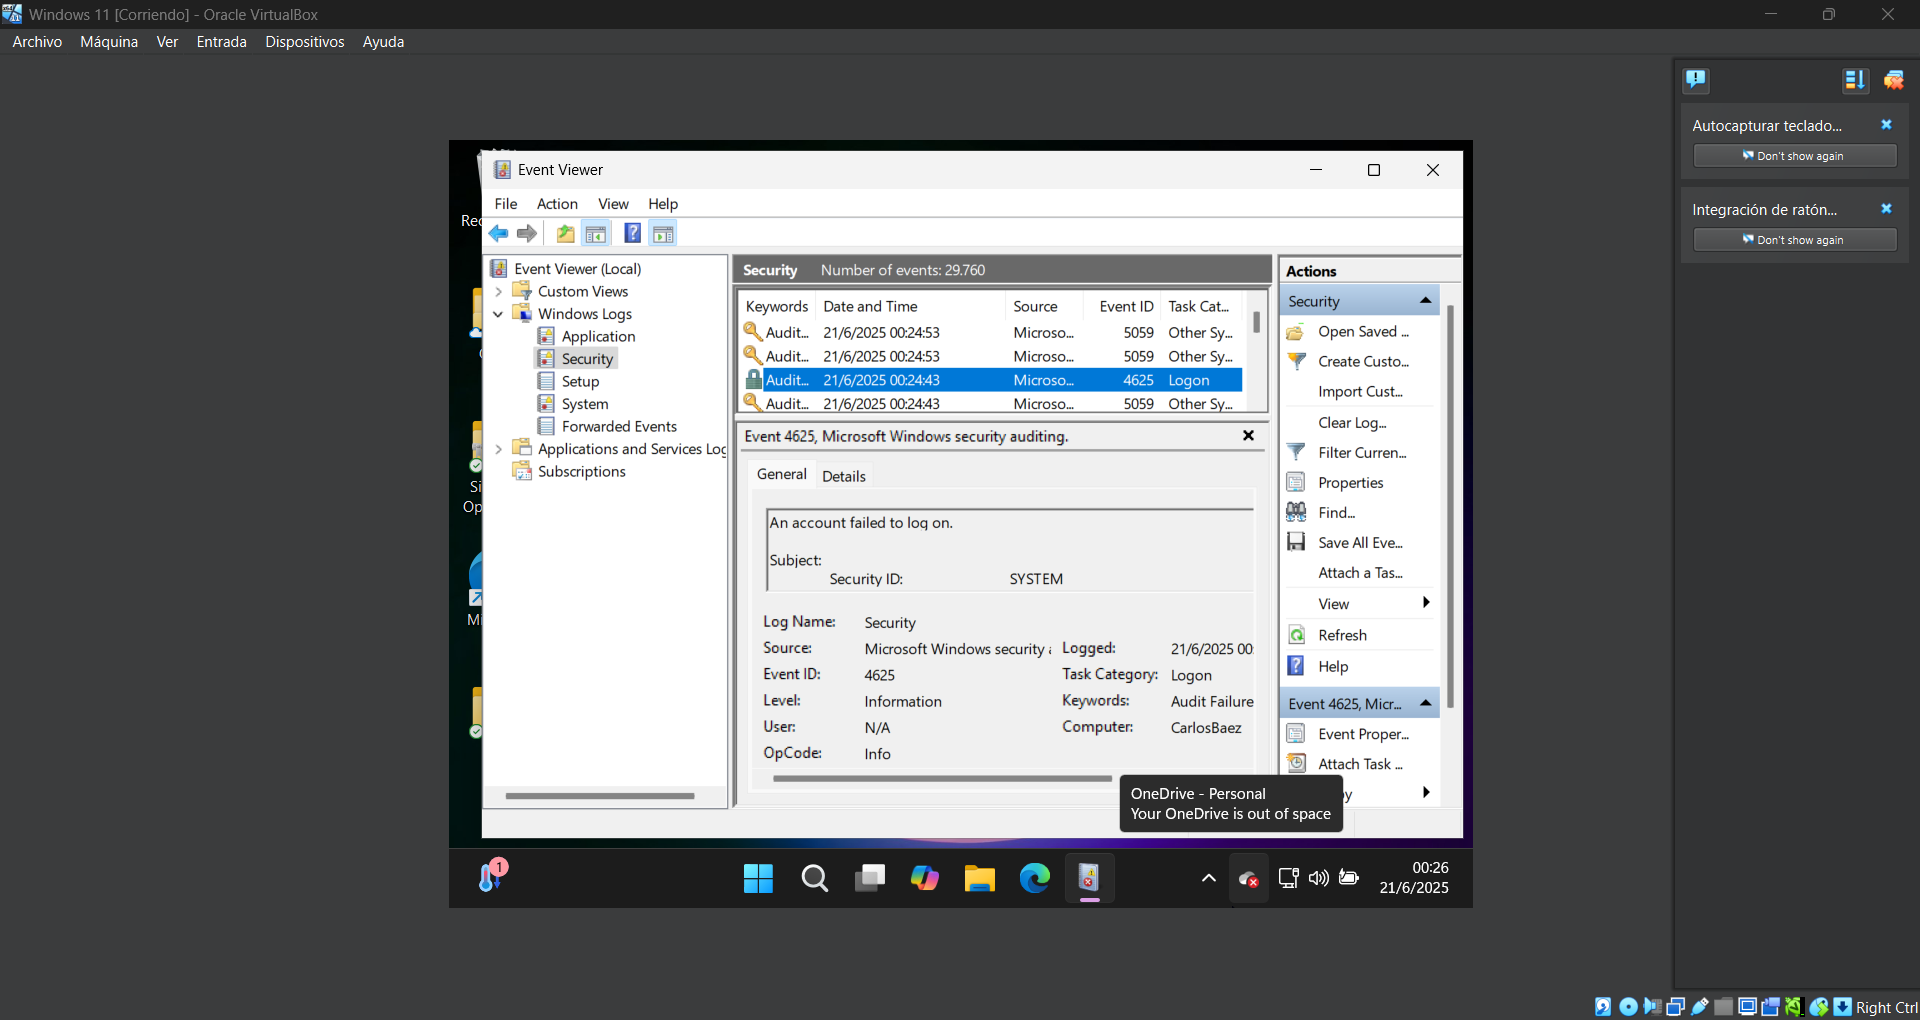 Windows 11 [Corriendo] - Oracle VirtualBox
Archivo Máquina Ver Entrada Dispositivos Ayuda
Autocapturar teclado...
Don't show again
Integración de ratón...
Don't show again
Event Viewer
File Action View Help
Event Viewer (Local)
Custom Views
Windows Logs
Application
Security
Setup
System
Forwarded Events
Applications and Services Log
Subscriptions
Security Number of events: 29.760
Keywords Date and Time Source Event ID Task Cat...
Audit... 21/6/2025 00:24:53 Microso... 5059 Other Sy...
Audit... 21/6/2025 00:24:53 Microso... 5059 Other Sy...
Audit... 21/6/2025 00:24:43 Microso... 4625 Logon
Audit... 21/6/2025 00:24:43 Microso... 5059 Other Sy...
Event 4625, Microsoft Windows security auditing.
General Details
An account failed to log on.
Subject:
Security ID: SYSTEM
Log Name: Security
Source: Microsoft Windows security Logged: 21/6/2025 00:
Event ID: 4625 Task Category: Logon
Level: Information Keywords: Audit Failure
User: N/A Computer: CarlosBaez
OpCode: Info
Actions
Security
Open Saved ...
Create Custo...
Import Cust...
Clear Log...
Filter Curren...
Properties
Find...
Save All Eve...
Attach a Tas...
View
Refresh
Help
Event 4625, Micr...
Event Proper...
Attach Task ...
OneDrive - Personal
Your OneDrive is out of space
1
00:26
21/6/2025
Right Ctrl